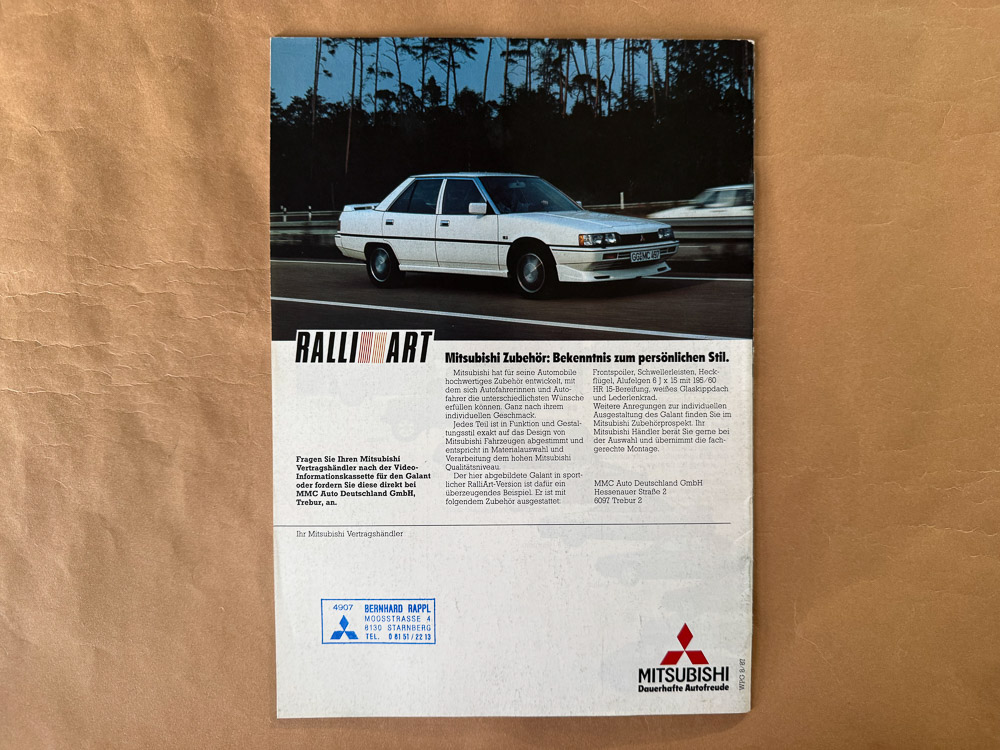 GG-MC 487
RALLI ART
Mitsubishi Zubehör: Bekenntnis zum persönlichen Stil.
Mitsubishi hat für seine Automobile
hochwertiges Zubehör entwickelt, mit
dem sich Autofahrerinnen und Auto-
fahrer die unterschiedlichsten Wünsche
erfüllen können. Ganz nach ihrem
individuellen Geschmack.
Jedes Teil ist in Funktion und Gestal-
tungsstil exakt auf das Design von
Mitsubishi Fahrzeugen abgestimmt und
entspricht in Materialauswahl und
Verarbeitung dem hohen Mitsubishi
Qualitätsniveau.
Der hier abgebildete Galant in sport-
licher RalliArt-Version ist dafür ein
überzeugendes Beispiel. Er ist mit
folgendem Zubehör ausgestattet:
Frontspoiler, Schwellerleisten, Heck-
flügel, Alufelgen 6 J x 15 mit 195/60
HR 15-Bereifung, weißes Glaskippdach
und Lederlenkrad.
Weitere Anregungen zur individuellen
Ausgestaltung des Galant finden Sie im
Mitsubishi Zubehörprospekt. Ihr
Mitsubishi Händler berät Sie gerne bei
der Auswahl und übernimmt die fach-
gerechte Montage.
MMC Auto Deutschland GmbH
Hessenauer Straße 2
6097 Trebur 2
Fragen Sie Ihren Mitsubishi
Vertragshändler nach der Video-
Informationskassette für den Galant
oder fordern Sie diese direkt bei
MMC Auto Deutschland GmbH,
Trebur, an.
Ihr Mitsubishi Vertragshändler
4907
BERNHARD RAPPL
MOOSSTRASSE 4
8130 STARNBERG
TEL. 0 81 51 / 22 13
MITSUBISHI
Dauerhafte Autofreude